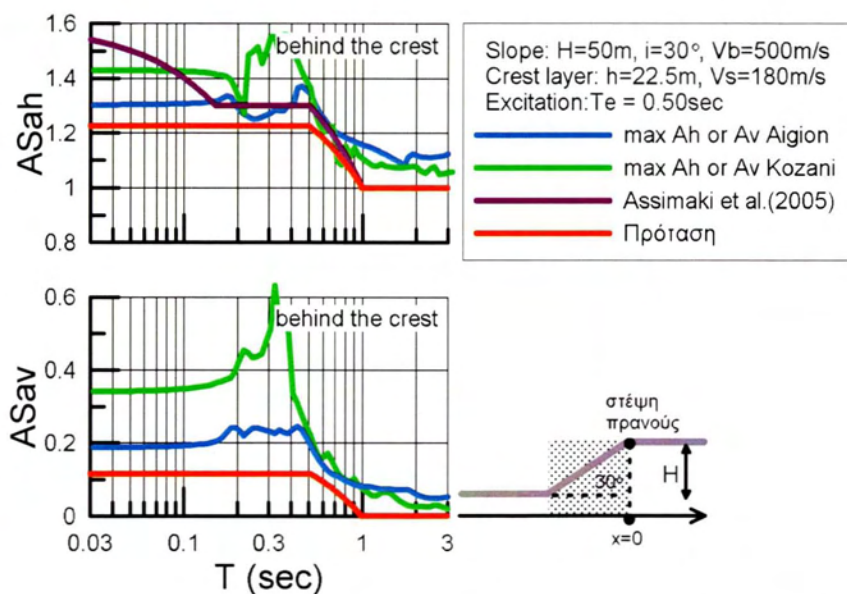 1.6
1.4
1.2
1
0.8
ASah
behind the crest
Slope: H=50m, i=30°, Vb=500m/s
Crest layer: h=22.5m, Vs=180m/s
Excitation:Te = 0.50sec
max Ah or Av Aigion
max Ah or Av Kozani
Assimaki et al.(2005)
Πρόταση
0.6
0.4
0.2
0
ASav
behind the crest
0.03
0.1
0.3
1
3
T (sec)
στέψη
πρανούς
30°
H
x=0